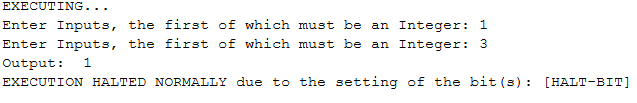 EXECUTING...
Enter Inputs, the first of which must be an Integer: 1
Enter Inputs, the first of which must be an Integer: 3
Output:  1
EXECUTION HALTED NORMALLY due to the setting of the bit(s): [HALT-BIT]